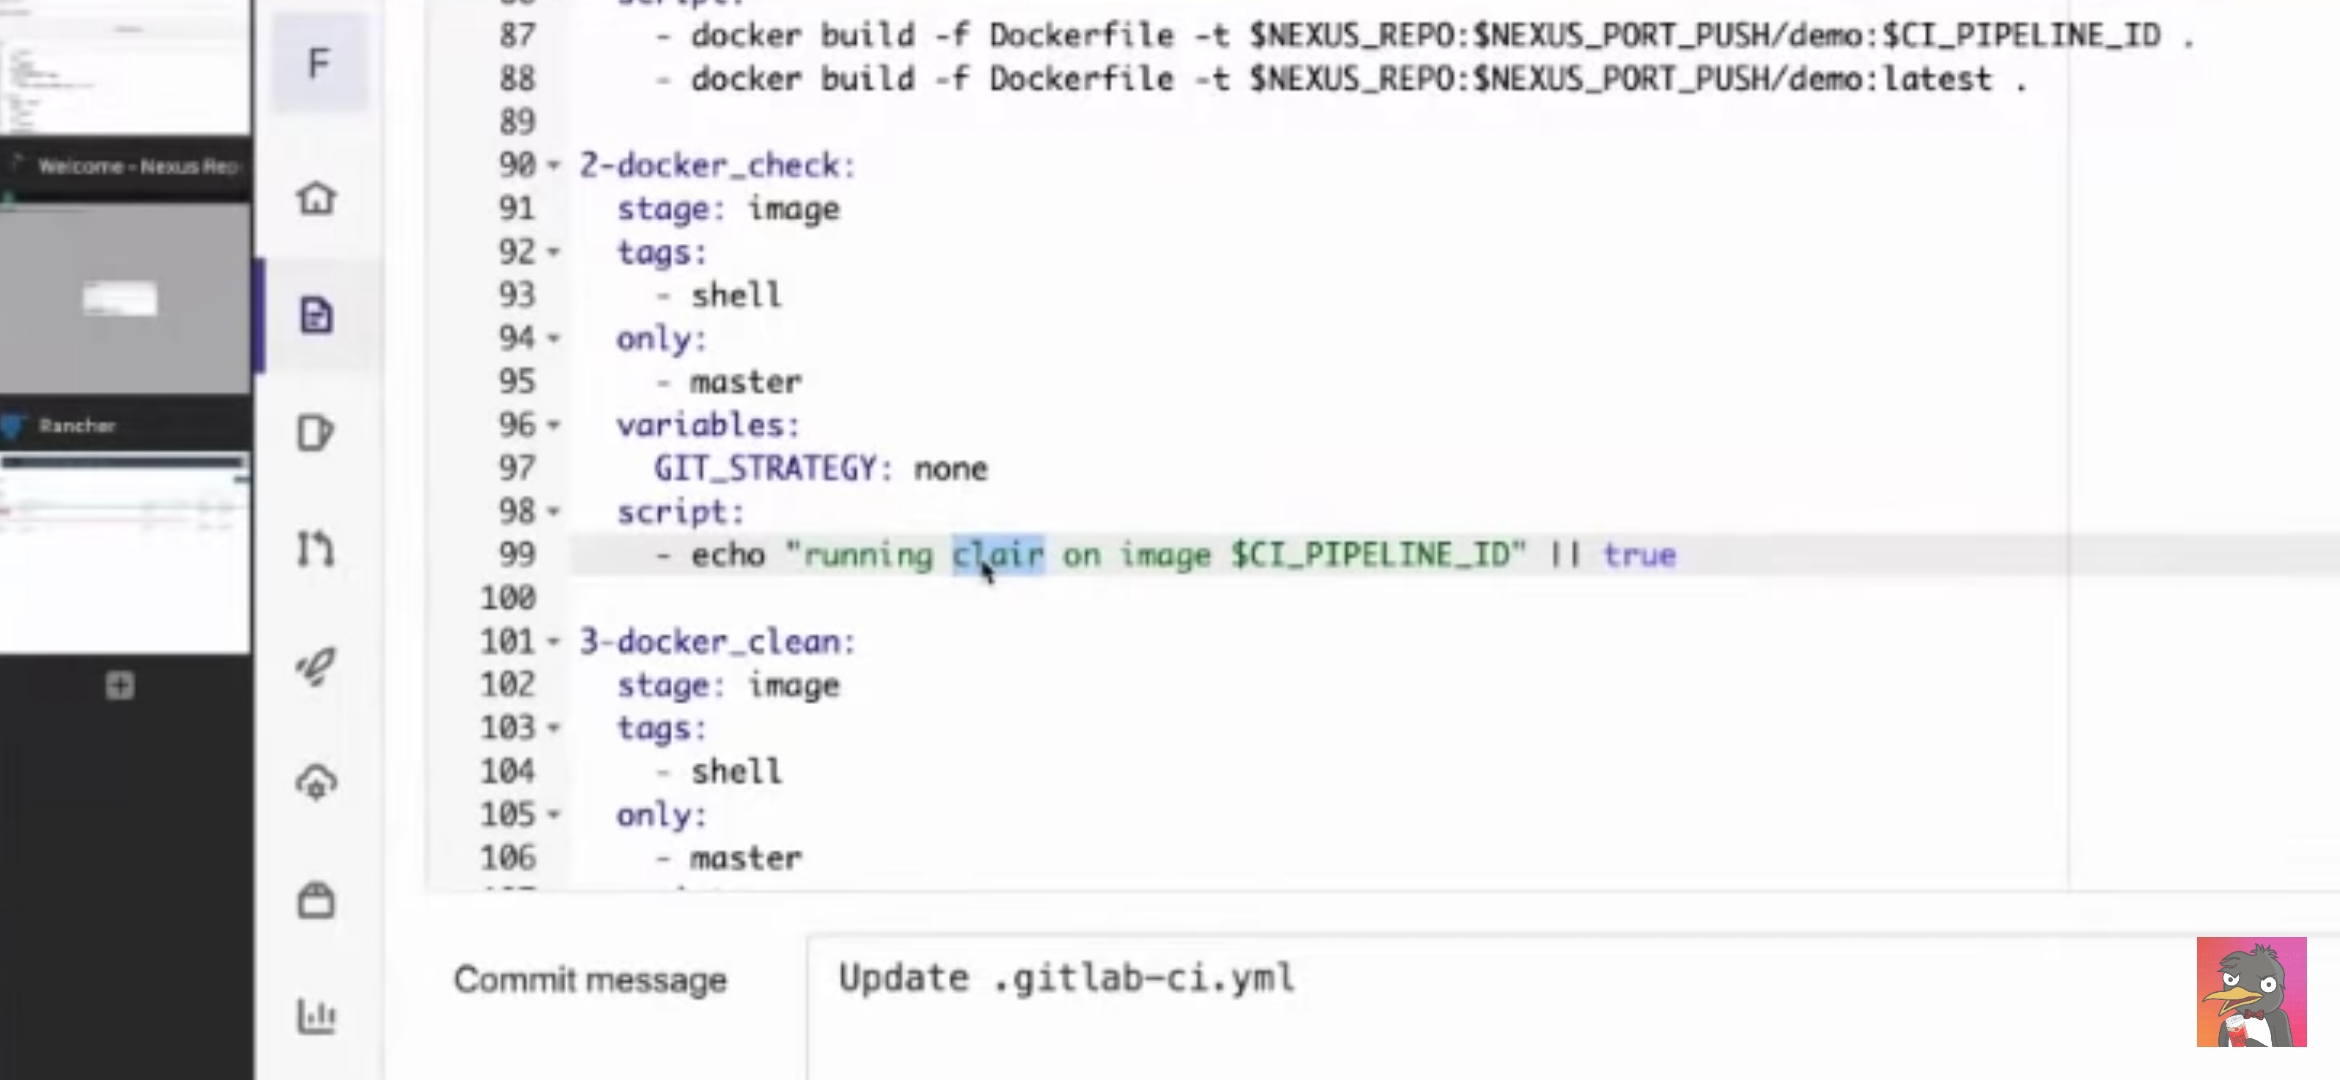 F
87 - docker build -f Dockerfile -t $NEXUS_REPO:$NEXUS_PORT_PUSH/demo:$CI_PIPELINE_ID .
88 - docker build -f Dockerfile -t $NEXUS_REPO:$NEXUS_PORT_PUSH/demo:latest .
89
Welcome - Nexus Rep
90 2-docker_check:
91 stage: image
92 tags:
93 - shell
94 only:
95 - master
Rancher
96 variables:
97 GIT_STRATEGY: none
98 script:
99 - echo "running clair on image $CI_PIPELINE_ID" || true
100
101 3-docker_clean:
102 stage: image
103 tags:
104 - shell
105 only:
106 - master
Commit message
Update .gitlab-ci.yml